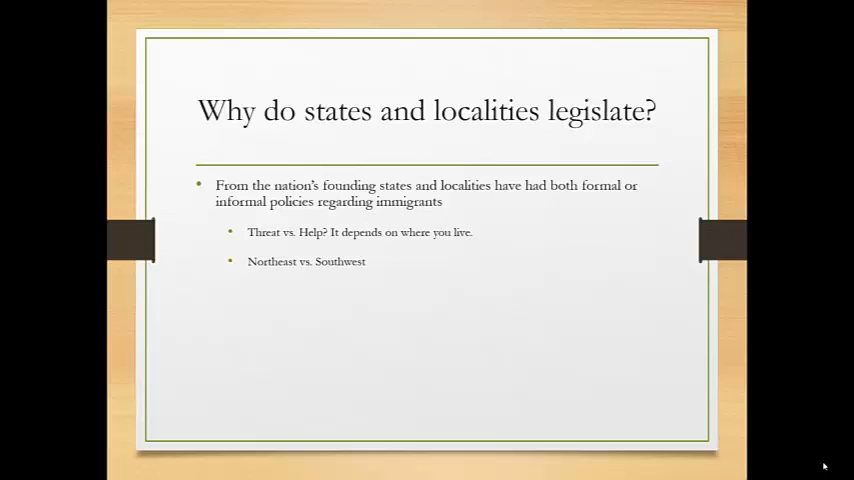 Why do states and localities legislate?
• From the nation's founding states and localities have had both formal or
informal policies regarding immigrants
• Threat vs. Help? It depends on where you live.
• Northeast vs. Southwest